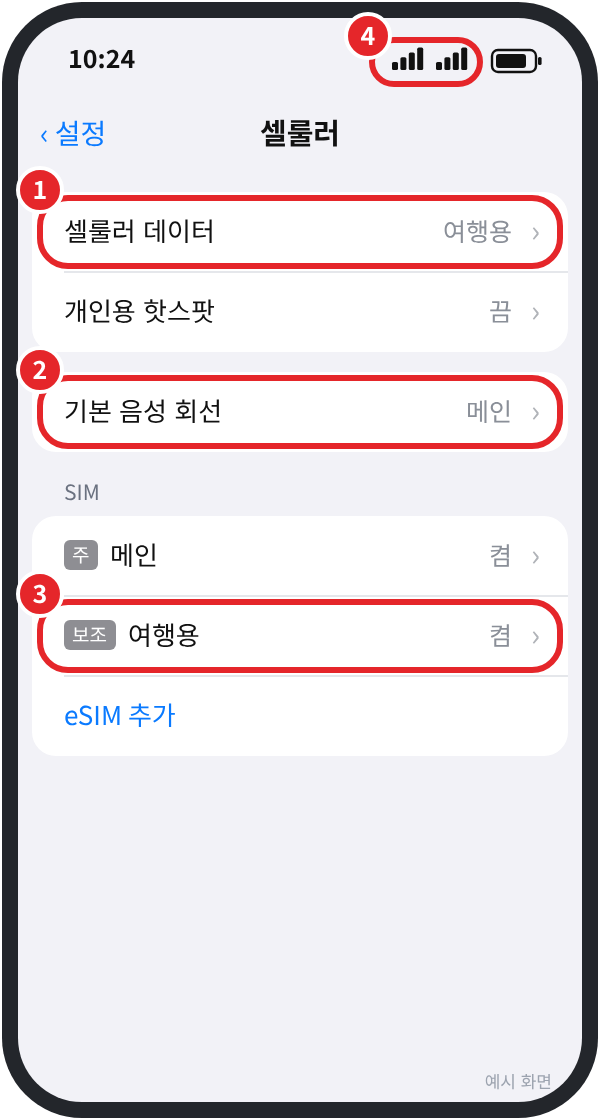 10:24
4
‹ 설정
셀룰러
1
셀룰러 데이터 여행용 ›
개인용 핫스팟 끔 ›
2
기본 음성 회선 메인 ›
SIM
주 메인 켬 ›
3
보조 여행용 켬 ›
eSIM 추가
예시 화면